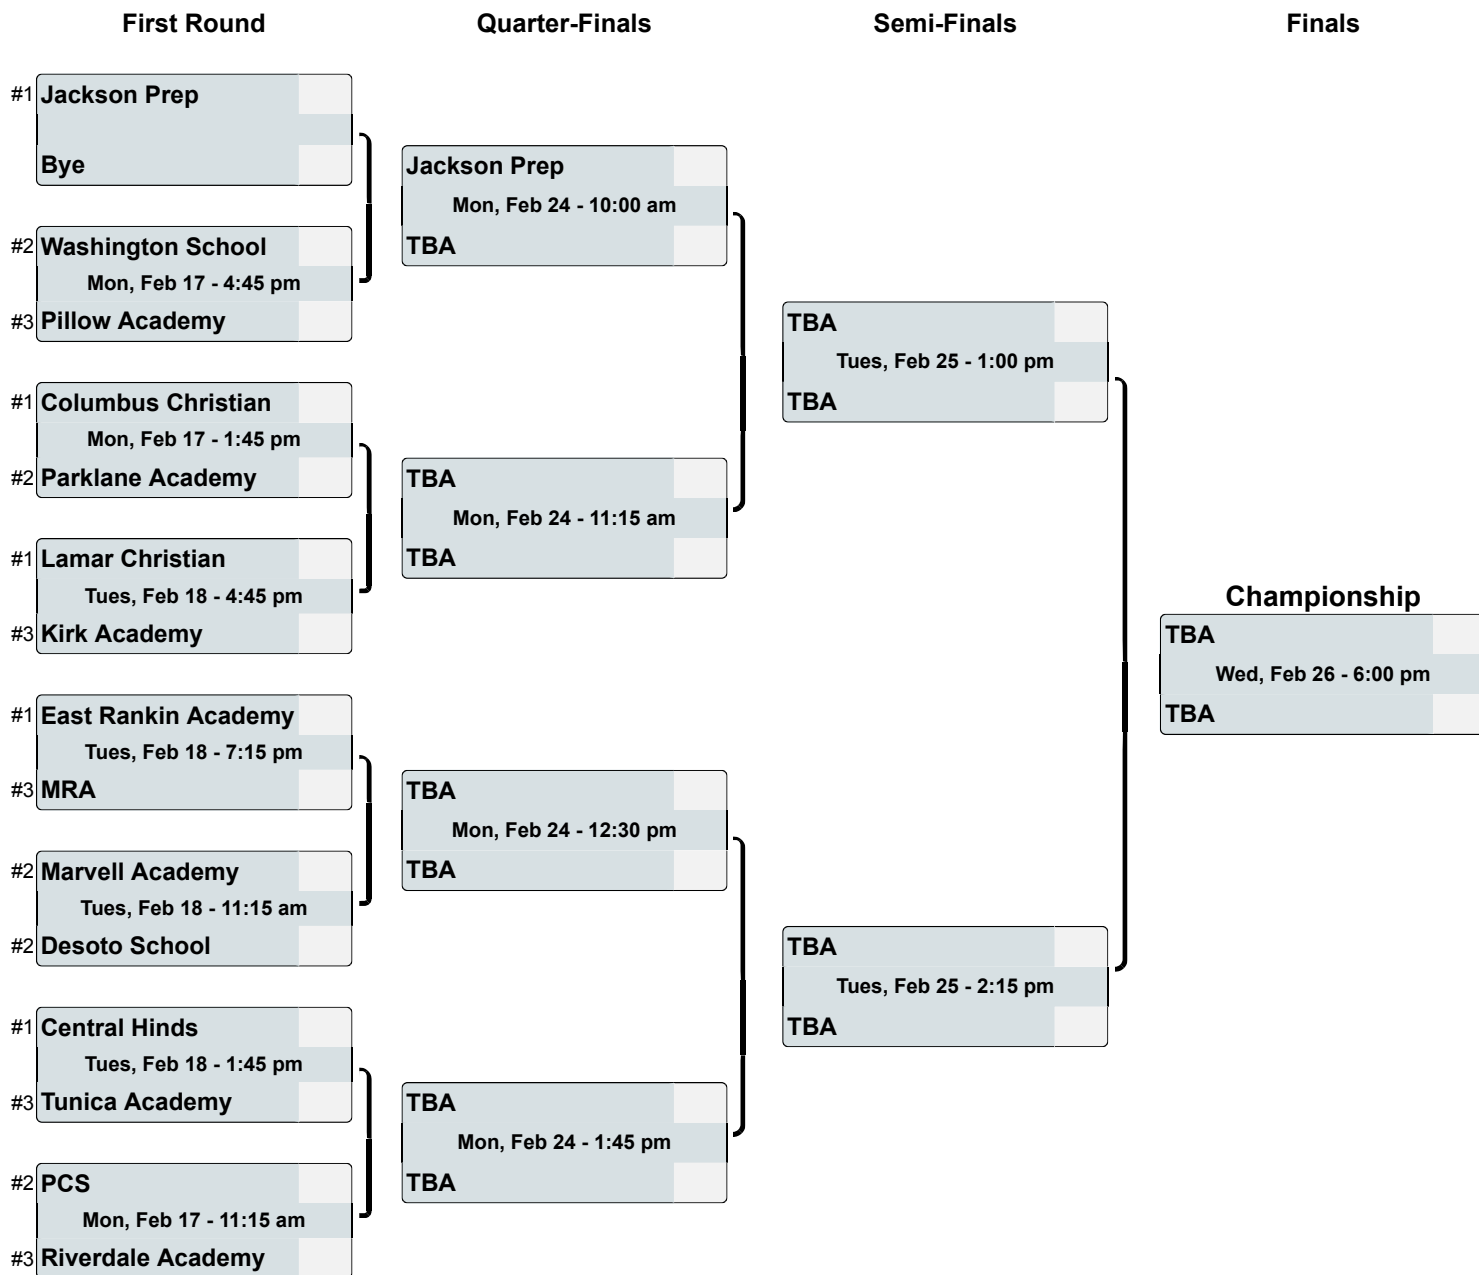 First Round Quarter-Finals Semi-Finals Finals
#1 Jackson Prep
Bye
#2 Washington School
Mon, Feb 17 - 4:45 pm
#3 Pillow Academy
#1 Columbus Christian
Mon, Feb 17 - 1:45 pm
#2 Parklane Academy
#1 Lamar Christian
Tues, Feb 18 - 4:45 pm
#3 Kirk Academy
#1 East Rankin Academy
Tues, Feb 18 - 7:15 pm
#3 MRA
#2 Marvell Academy
Tues, Feb 18 - 11:15 am
#2 Desoto School
#1 Central Hinds
Tues, Feb 18 - 1:45 pm
#3 Tunica Academy
#2 PCS
Mon, Feb 17 - 11:15 am
#3 Riverdale Academy
Jackson Prep
Mon, Feb 24 - 10:00 am
TBA
TBA
Mon, Feb 24 - 11:15 am
TBA
TBA
Mon, Feb 24 - 12:30 pm
TBA
TBA
Mon, Feb 24 - 1:45 pm
TBA
TBA
Tues, Feb 25 - 1:00 pm
TBA
TBA
Tues, Feb 25 - 2:15 pm
TBA
Championship
TBA
Wed, Feb 26 - 6:00 pm
TBA